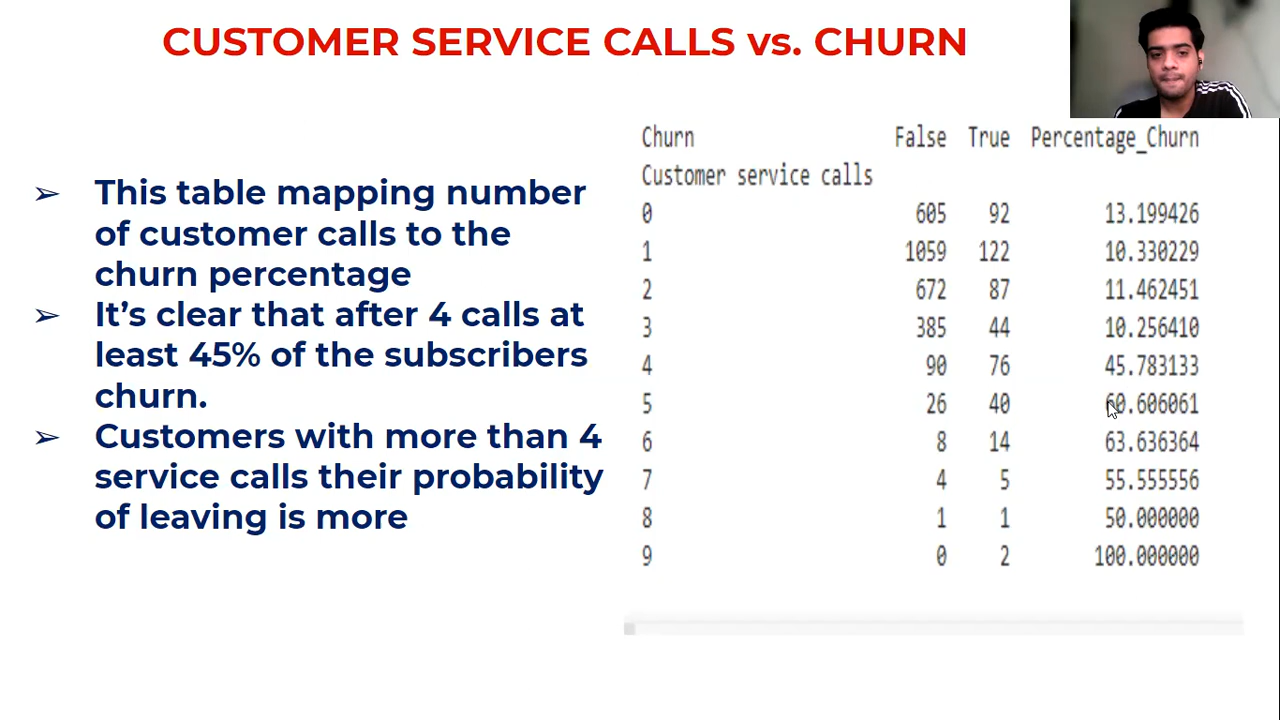 CUSTOMER SERVICE CALLS vs. CHURN
➢ This table mapping number
of customer calls to the
churn percentage
➢ It’s clear that after 4 calls at
least 45% of the subscribers
churn.
➢ Customers with more than 4
service calls their probability
of leaving is more
Churn False True Percentage_Churn
Customer service calls
0 605 92 13.199426
1 1059 122 10.330229
2 672 87 11.462451
3 385 44 10.256410
4 90 76 45.783133
5 26 40 60.606061
6 8 14 63.636364
7 4 5 55.555556
8 1 1 50.000000
9 0 2 100.000000